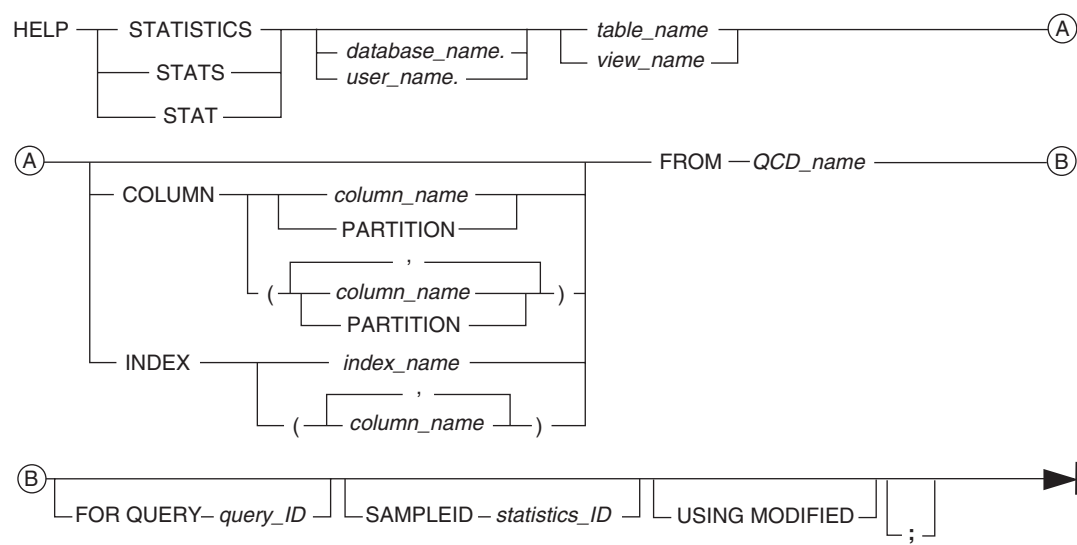 HELP STATISTICS table_name A
database_name. view_name
STATS user_name.
STAT
A FROM QCD_name B
COLUMN column_name
PARTITION
,
( column_name )
PARTITION
INDEX index_name
,
( column_name )
B
FOR QUERY query_ID SAMPLEID statistics_ID USING MODIFIED ;